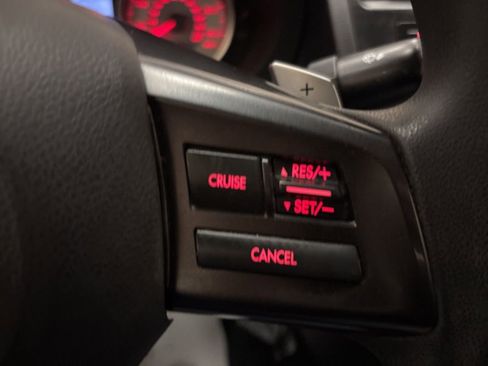 +
CRUISE
▲ RES/+
▼ SET/−
CANCEL